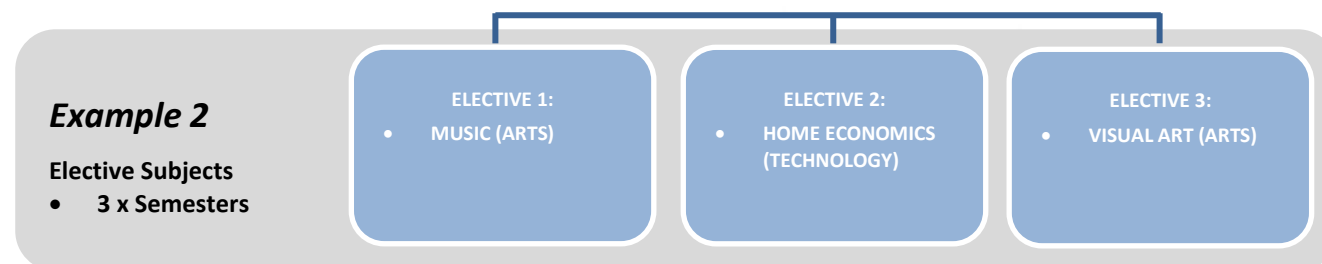 Example 2
Elective Subjects
• 3 x Semesters
ELECTIVE 1:
• MUSIC (ARTS)
ELECTIVE 2:
• HOME ECONOMICS
(TECHNOLOGY)
ELECTIVE 3:
• VISUAL ART (ARTS)